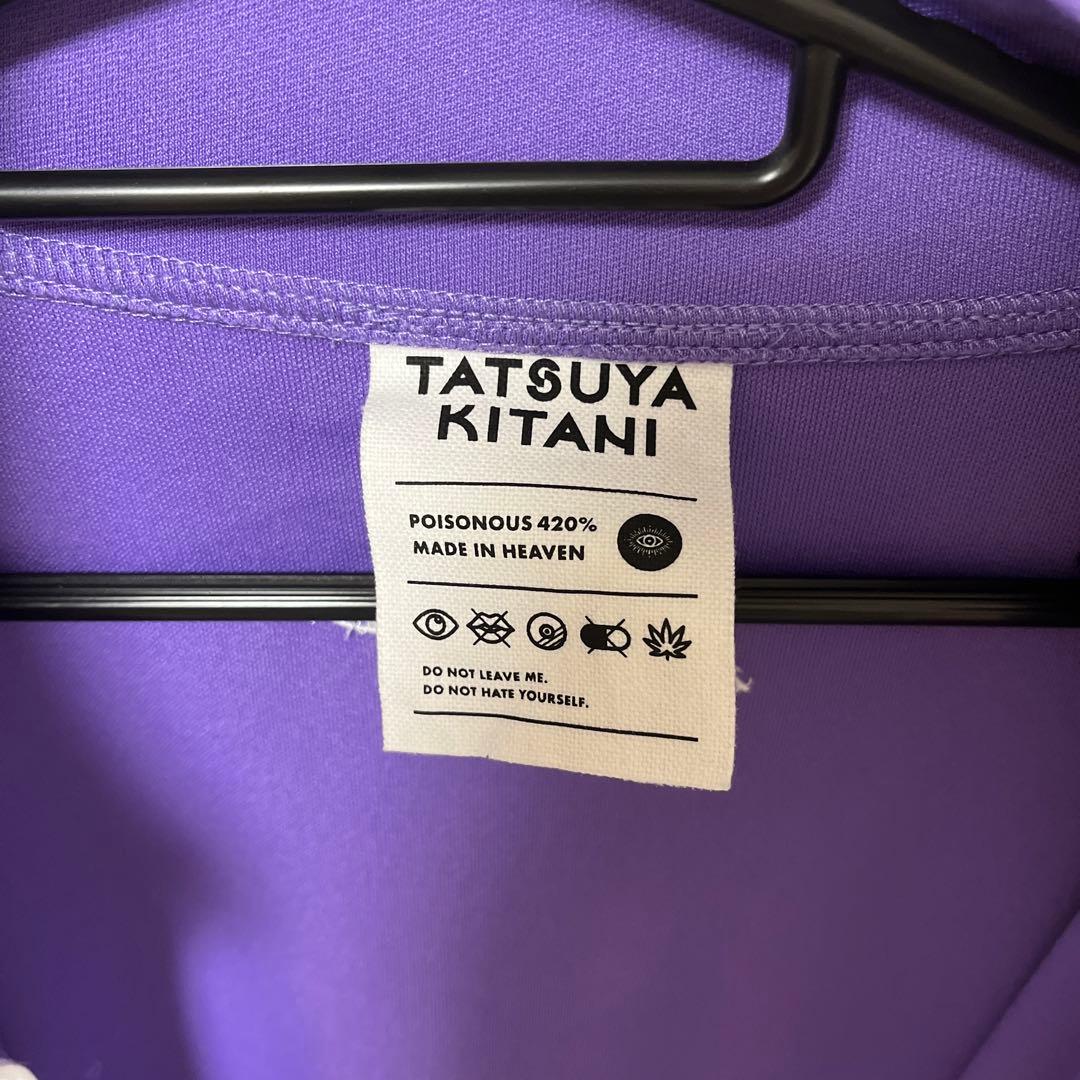 TATSUYA
KITANI
POISONOUS 420%
MADE IN HEAVEN
DO NOT LEAVE ME.
DO NOT HATE YOURSELF.